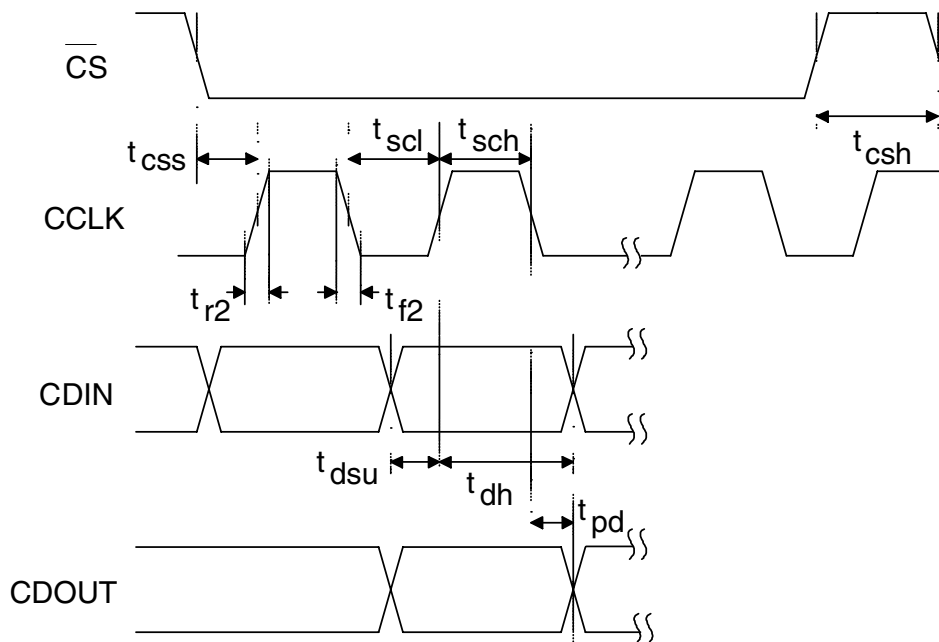 CS
t scl
t sch
t css
t csh
CCLK
t r2
t f2
CDIN
t dsu
t dh
t pd
CDOUT